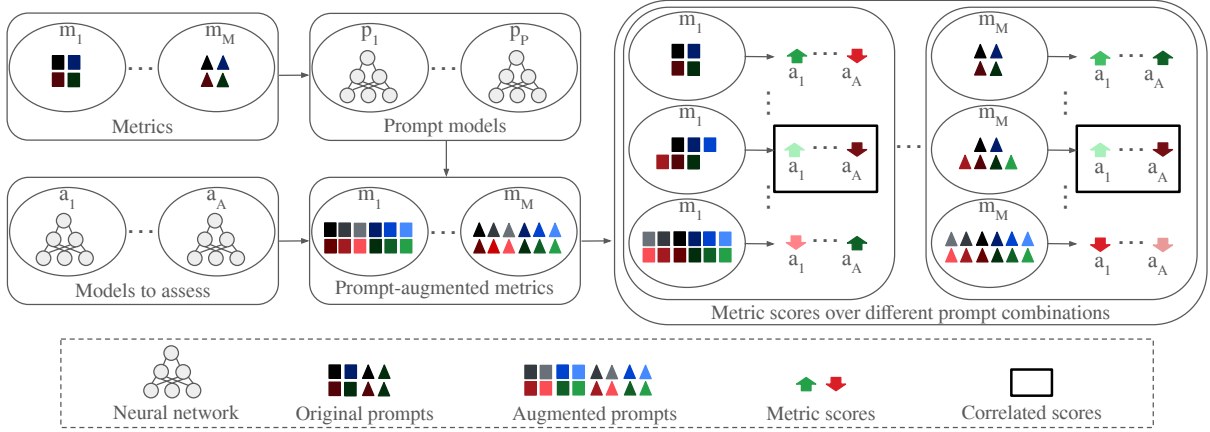 m1 m M
Metrics
p1 pP
Prompt models
a1 aA
Models to assess
m1 mM
Prompt-augmented metrics
m1
a1 aA
m1
a1 aA
m1
a1 aA
mM
a1 aA
mM
a1 aA
mM
a1 aA
Metric scores over different prompt combinations
Neural network
Original prompts
Augmented prompts
Metric scores
Correlated scores